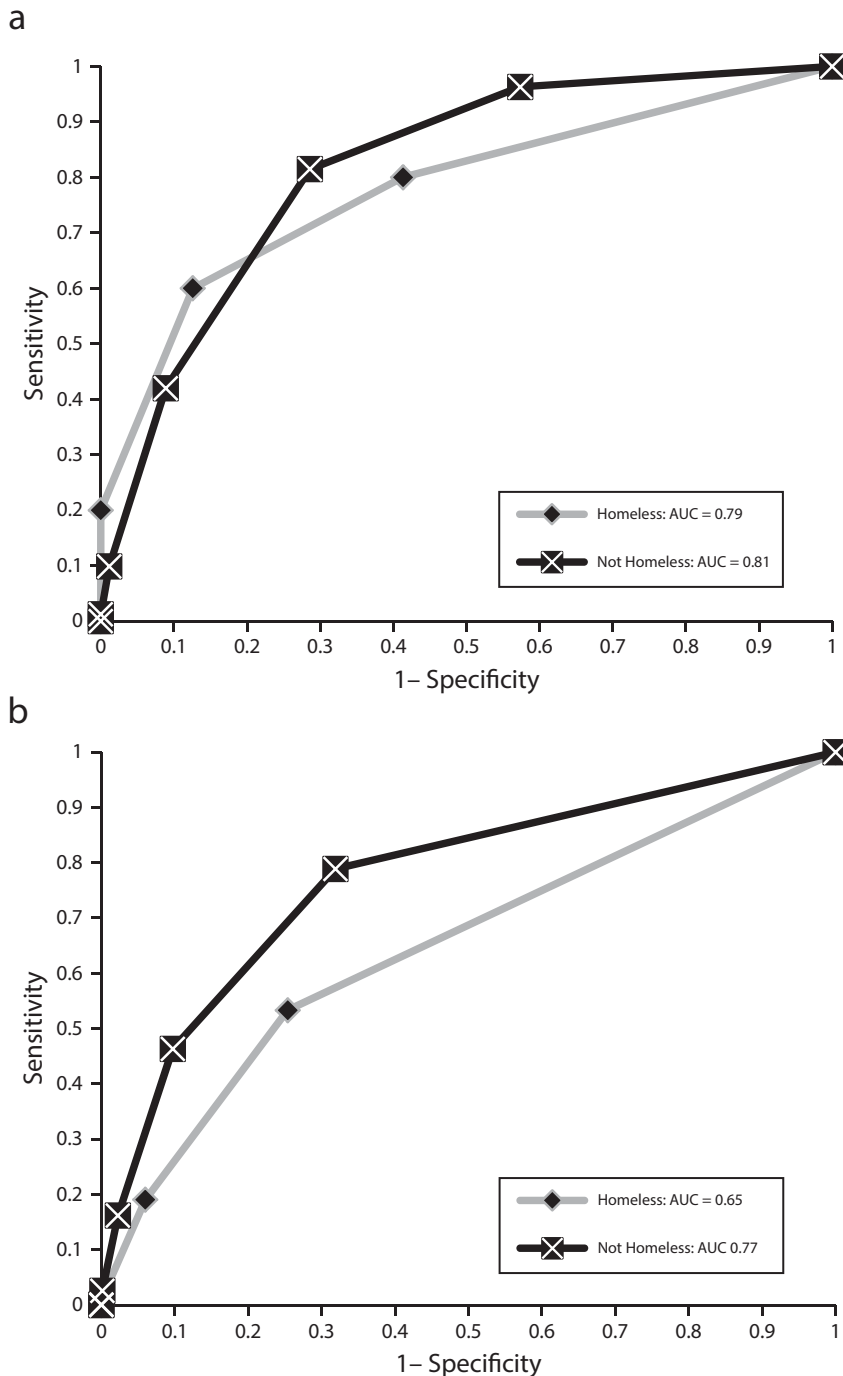 a
1
0.9
0.8
0.7
0.6
0.5
0.4
0.3
0.2
0.1
0
Sensitivity
0 0.1 0.2 0.3 0.4 0.5 0.6 0.7 0.8 0.9 1
1– Specificity
Homeless: AUC = 0.79
Not Homeless: AUC = 0.81
b
1
0.9
0.8
0.7
0.6
0.5
0.4
0.3
0.2
0.1
0
Sensitivity
0 0.1 0.2 0.3 0.4 0.5 0.6 0.7 0.8 0.9 1
1– Specificity
Homeless: AUC = 0.65
Not Homeless: AUC 0.77